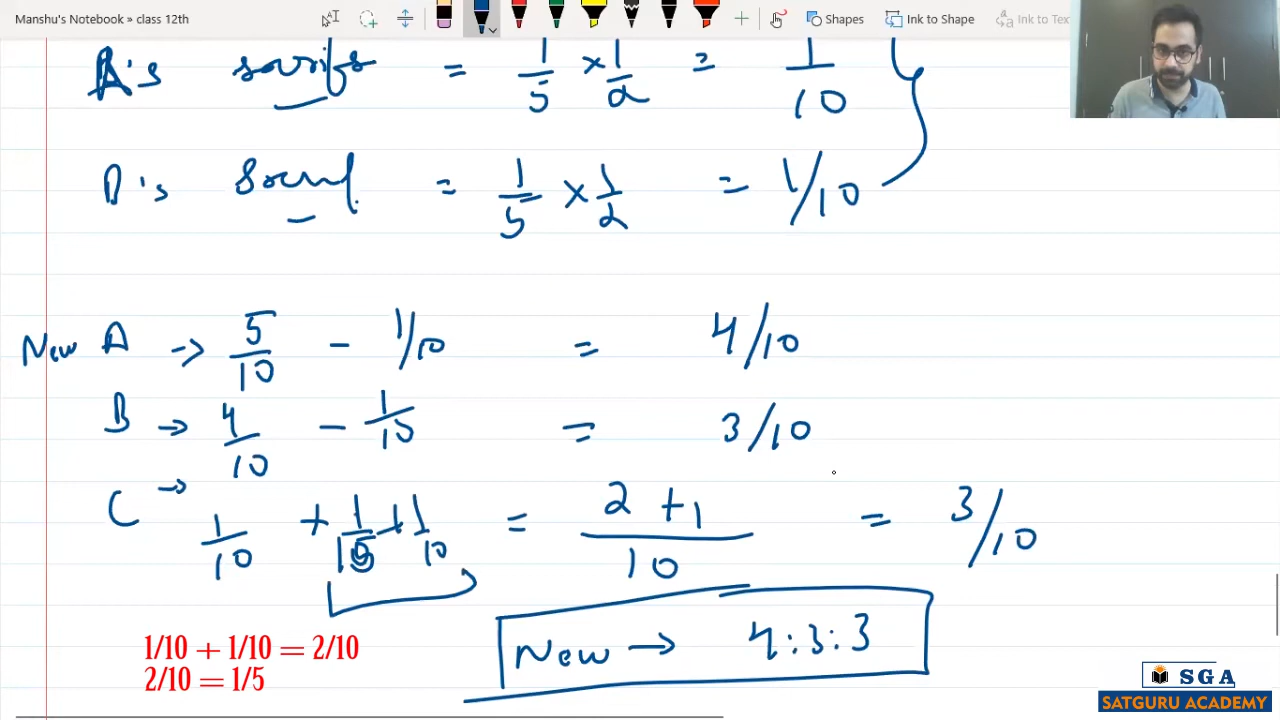 Manshu's Notebook » class 12th
Shapes
Ink to Shape
Ink to Tex
A's = 1/5 × 1/2 = 1/10
's = 1/5 × 1/2 = 1/10
New A → 5/10 - 1/10 = 4/10
B → 4/10 - 1/10 = 3/10
C → 1/10 + 1/10 + 1/10 = 2 + 1/10 = 3/10
New → 4:3:3
1/10 + 1/10 = 2/10
2/10 = 1/5
SGA
SATGURU ACADEMY